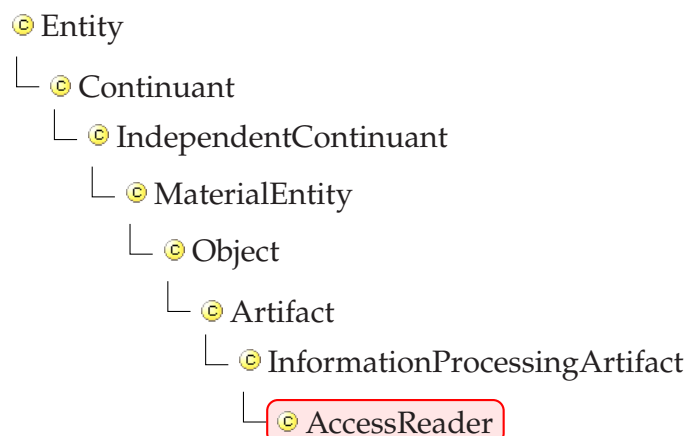 Entity
Continuant
IndependentContinuant
MaterialEntity
Object
Artifact
InformationProcessingArtifact
AccessReader